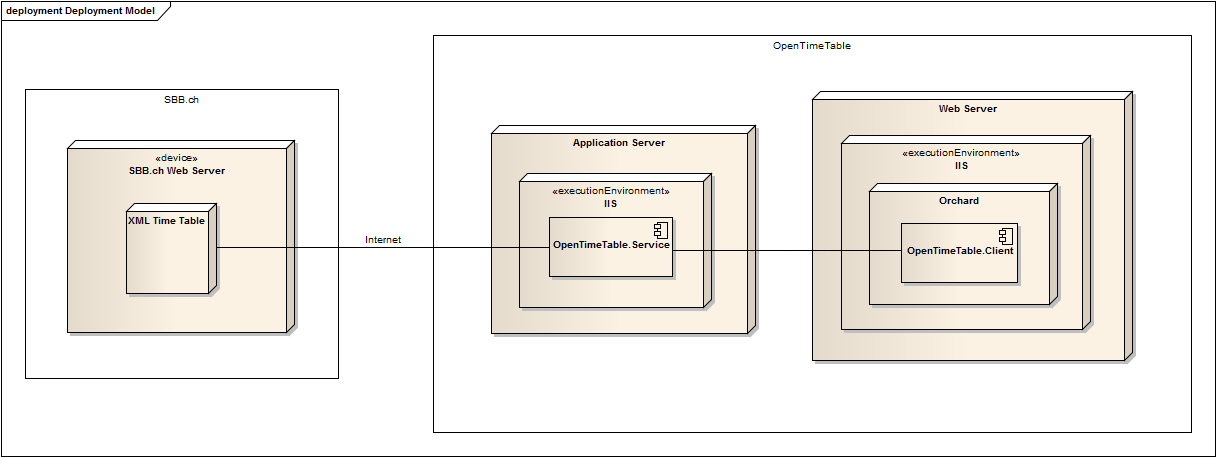 deployment Deployment Model
OpenTimeTable
SBB.ch
«device»
SBB.ch Web Server
XML Time Table
Internet
Application Server
«executionEnvironment»
IIS
OpenTimeTable.Service
Web Server
«executionEnvironment»
IIS
Orchard
OpenTimeTable.Client